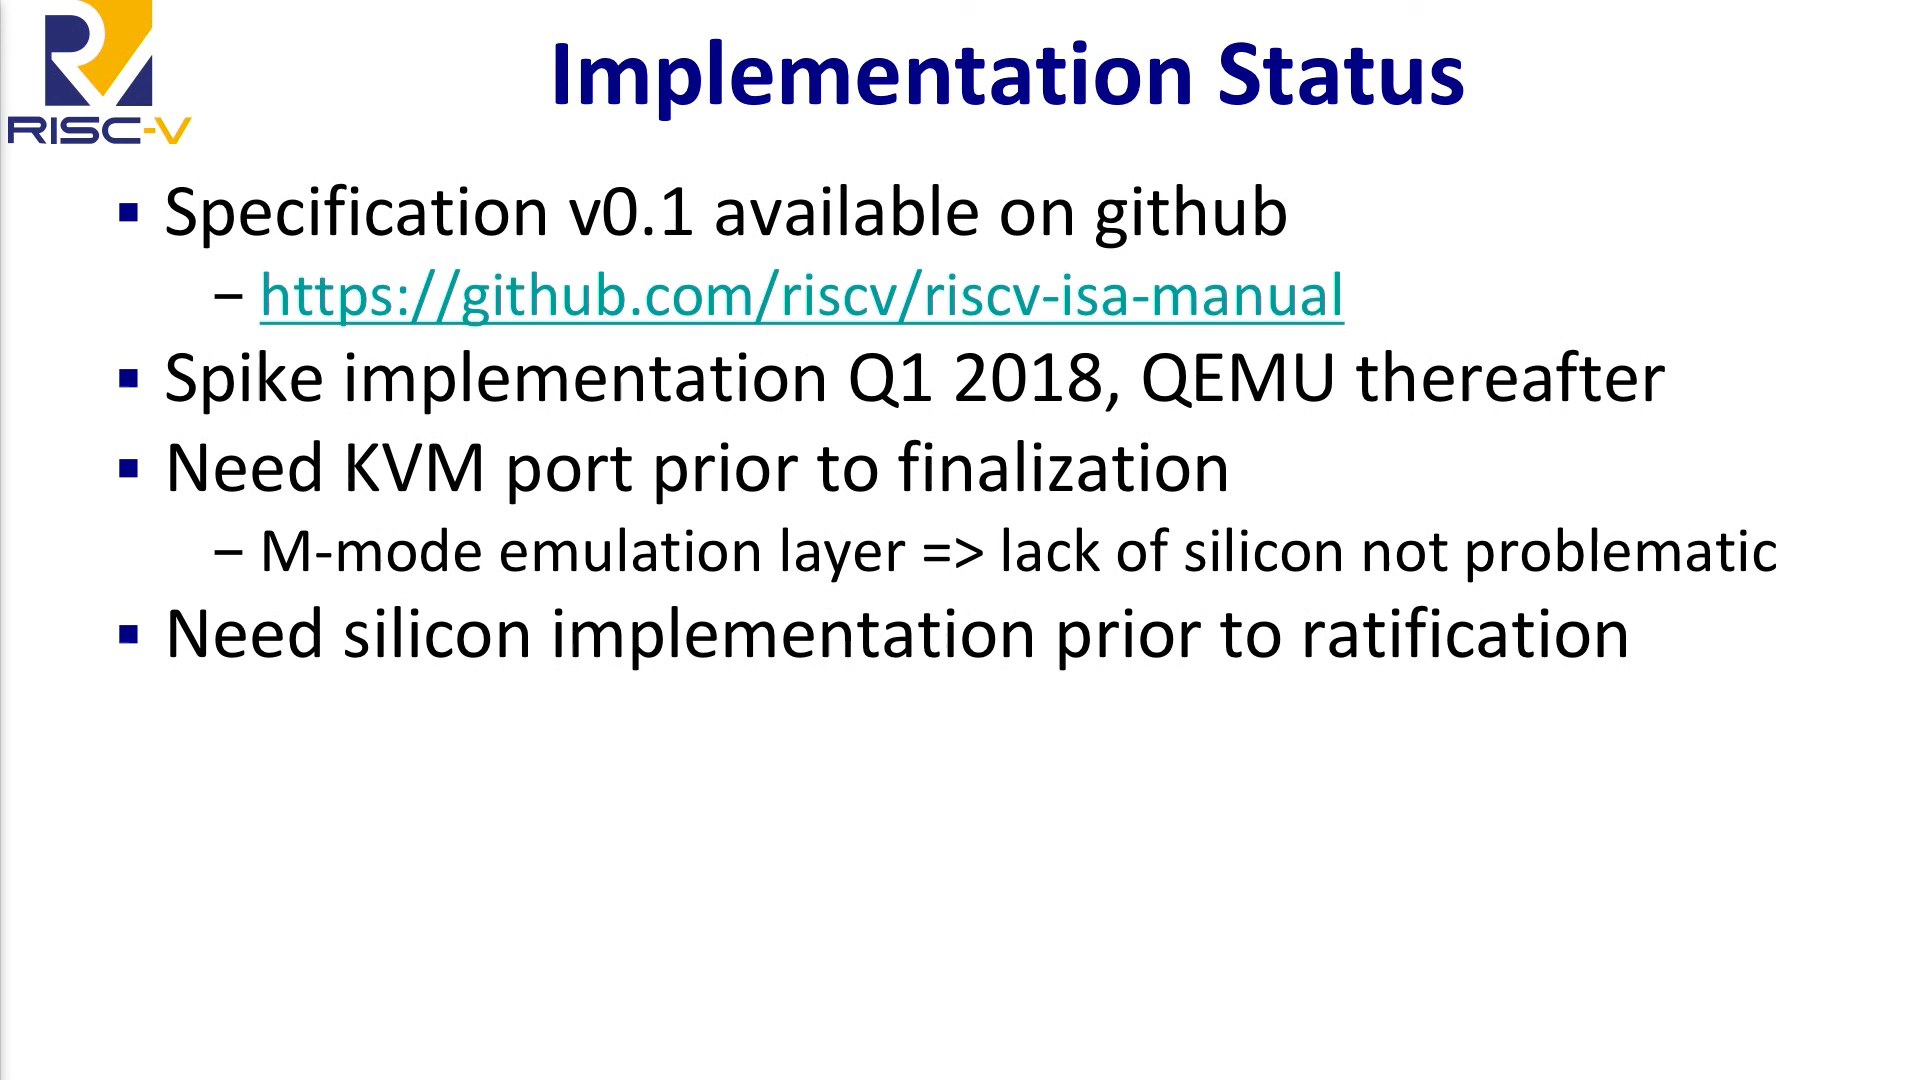 RISC-V
Implementation Status
▪ Specification v0.1 available on github
– https://github.com/riscv/riscv-isa-manual
▪ Spike implementation Q1 2018, QEMU thereafter
▪ Need KVM port prior to finalization
– M-mode emulation layer => lack of silicon not problematic
▪ Need silicon implementation prior to ratification